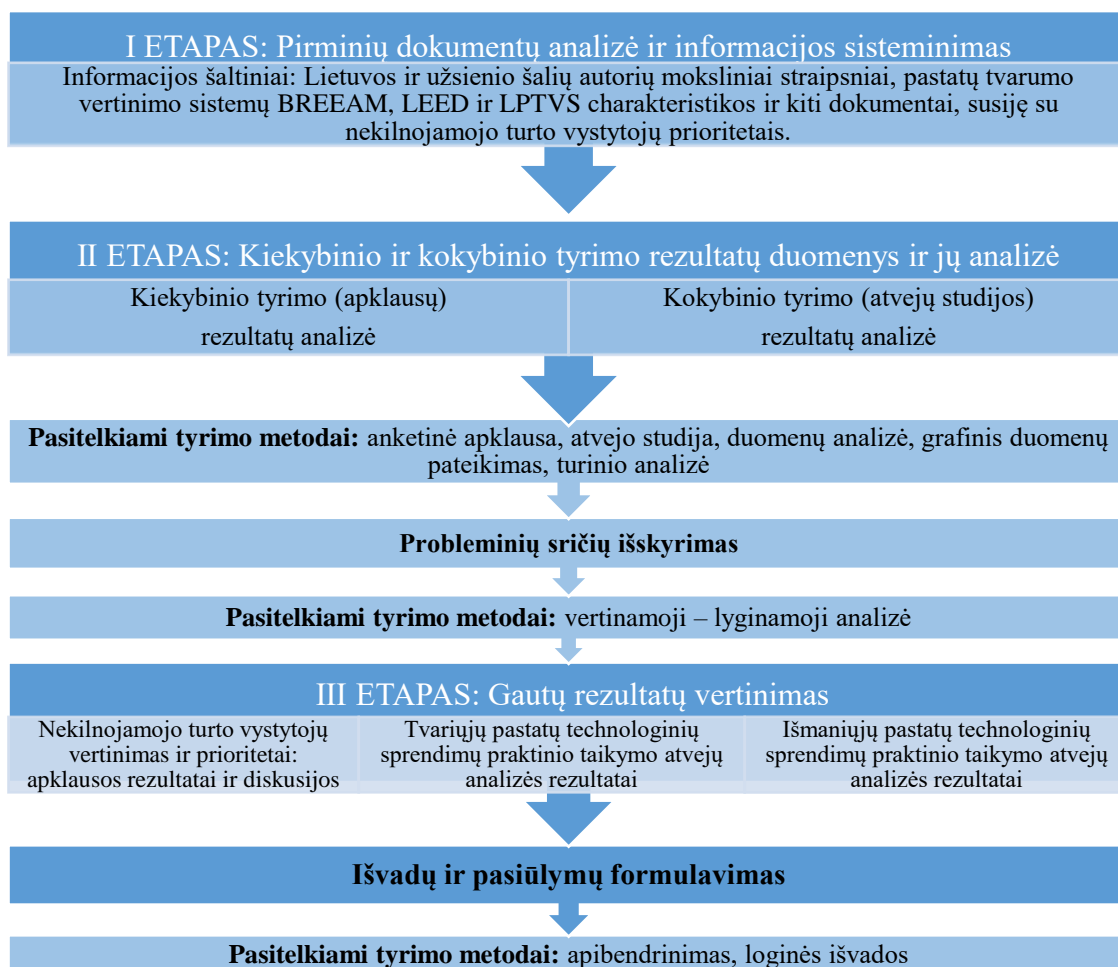 I ETAPAS: Pirminių dokumentų analizė ir informacijos sisteminimas
Informacijos šaltiniai: Lietuvos ir užsienio šalių autorių moksliniai straipsniai, pastatų tvarumo
vertinimo sistemų BREEAM, LEED ir LPTVS charakteristikos ir kiti dokumentai, susiję su
nekilnojamojo turto vystytojų prioritetais.
II ETAPAS: Kiekybinio ir kokybinio tyrimo rezultatų duomenys ir jų analizė
Kiekybinio tyrimo (apklausų)
rezultatų analizė
Kokybinio tyrimo (atvejų studijos)
rezultatų analizė
Pasitelkiami tyrimo metodai: anketinė apklausa, atvejo studija, duomenų analizė, grafinis duomenų
pateikimas, turinio analizė
Probleminių sričių išskyrimas
Pasitelkiami tyrimo metodai: vertinamoji – lyginamoji analizė
III ETAPAS: Gautų rezultatų vertinimas
Nekilnojamojo turto vystytojų
vertinimas ir prioritetai:
apklausos rezultatai ir diskusijos
Tvariųjų pastatų technologinių
sprendimų praktinio taikymo atvejų
analizės rezultatai
Išmaniųjų pastatų technologinių
sprendimų praktinio taikymo atvejų
analizės rezultatai
Išvadų ir pasiūlymų formulavimas
Pasitelkiami tyrimo metodai: apibendrinimas, loginės išvados